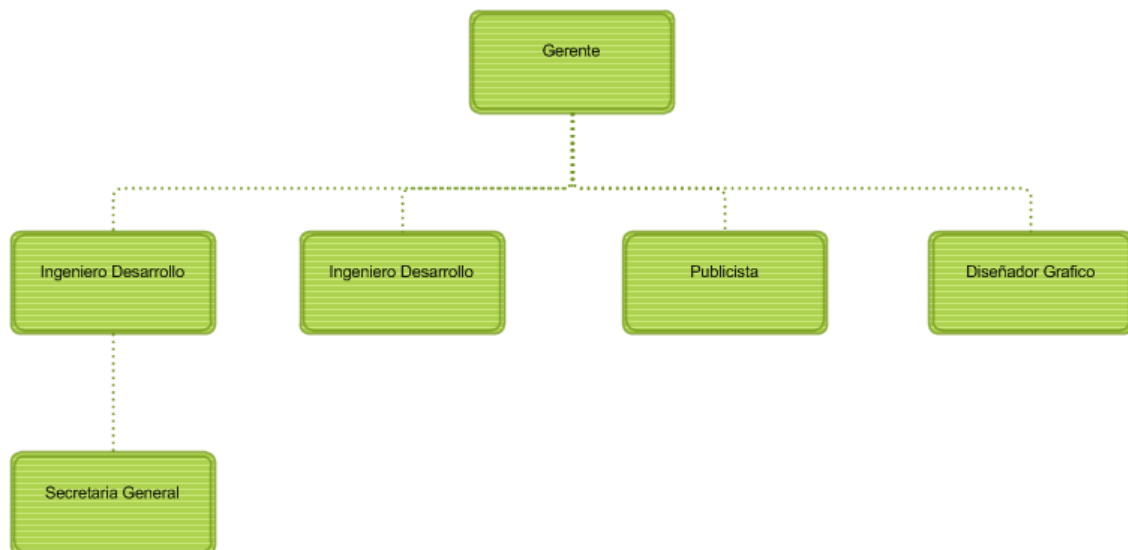 Gerente
Ingeniero Desarrollo
Ingeniero Desarrollo
Publicista
Diseñador Grafico
Secretaria General